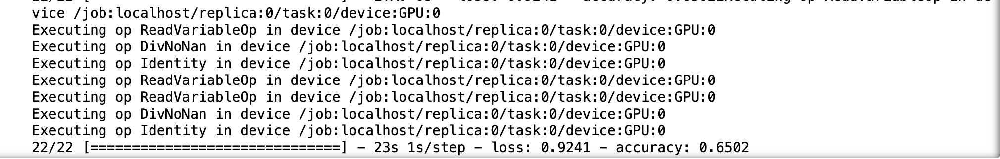 vice /job:localhost/replica:0/task:0/device:GPU:0
Executing op ReadVariableOp in device /job:localhost/replica:0/task:0/device:GPU:0
Executing op DivNoNan in device /job:localhost/replica:0/task:0/device:GPU:0
Executing op Identity in device /job:localhost/replica:0/task:0/device:GPU:0
Executing op ReadVariableOp in device /job:localhost/replica:0/task:0/device:GPU:0
Executing op ReadVariableOp in device /job:localhost/replica:0/task:0/device:GPU:0
Executing op DivNoNan in device /job:localhost/replica:0/task:0/device:GPU:0
Executing op Identity in device /job:localhost/replica:0/task:0/device:GPU:0
22/22 [==============================] - 23s 1s/step - loss: 0.9241 - accuracy: 0.6502